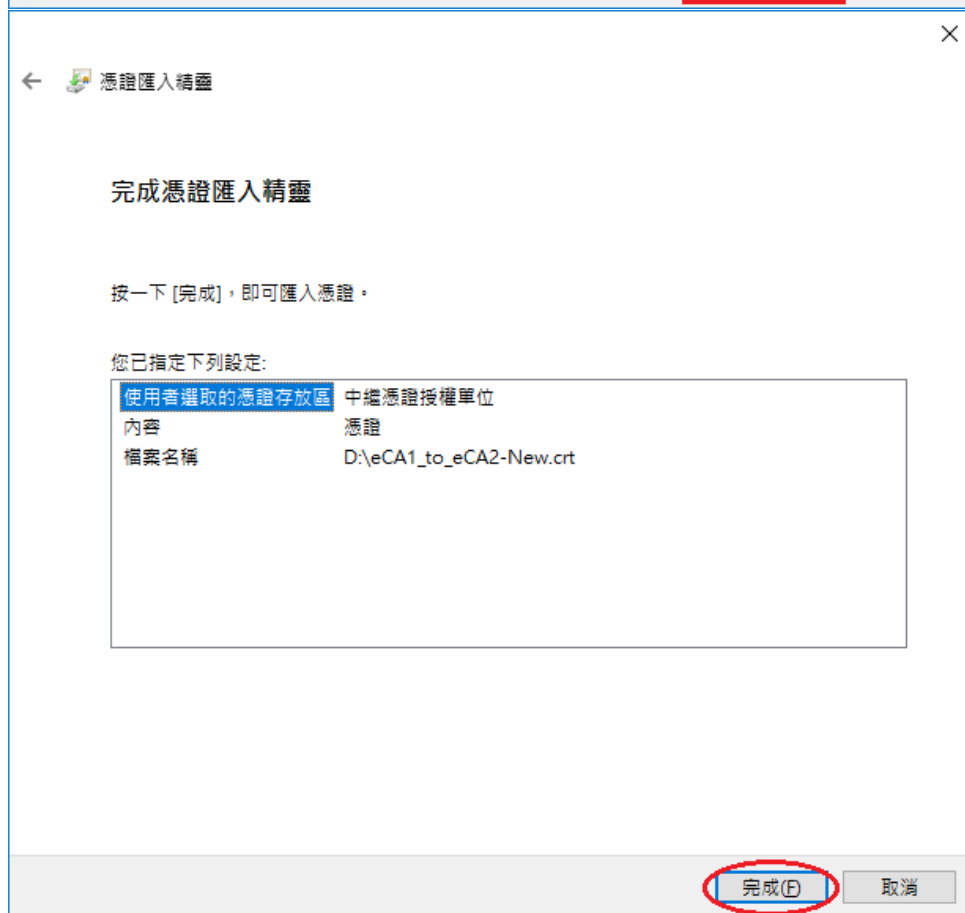 憑證匯入精靈
完成憑證匯入精靈
按一下 [完成],即可匯入憑證。
您已指定下列設定:
使用者選取的憑證存放區 中繼憑證授權單位
內容 憑證
檔案名稱 D:\eCA1_to_eCA2-New.crt
完成(F) 取消